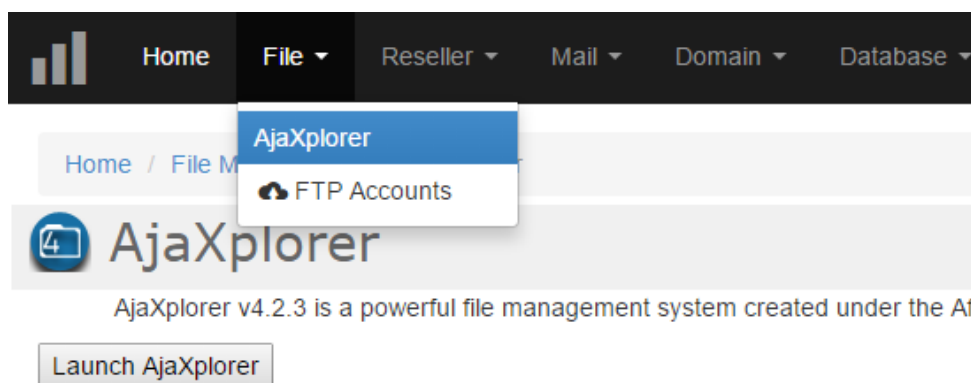 Home File Reseller Mail Domain Database
AjaXplorer
Home / File M
FTP Accounts
AjaXplorer
AjaXplorer v4.2.3 is a powerful file management system created under the
Launch AjaXplorer